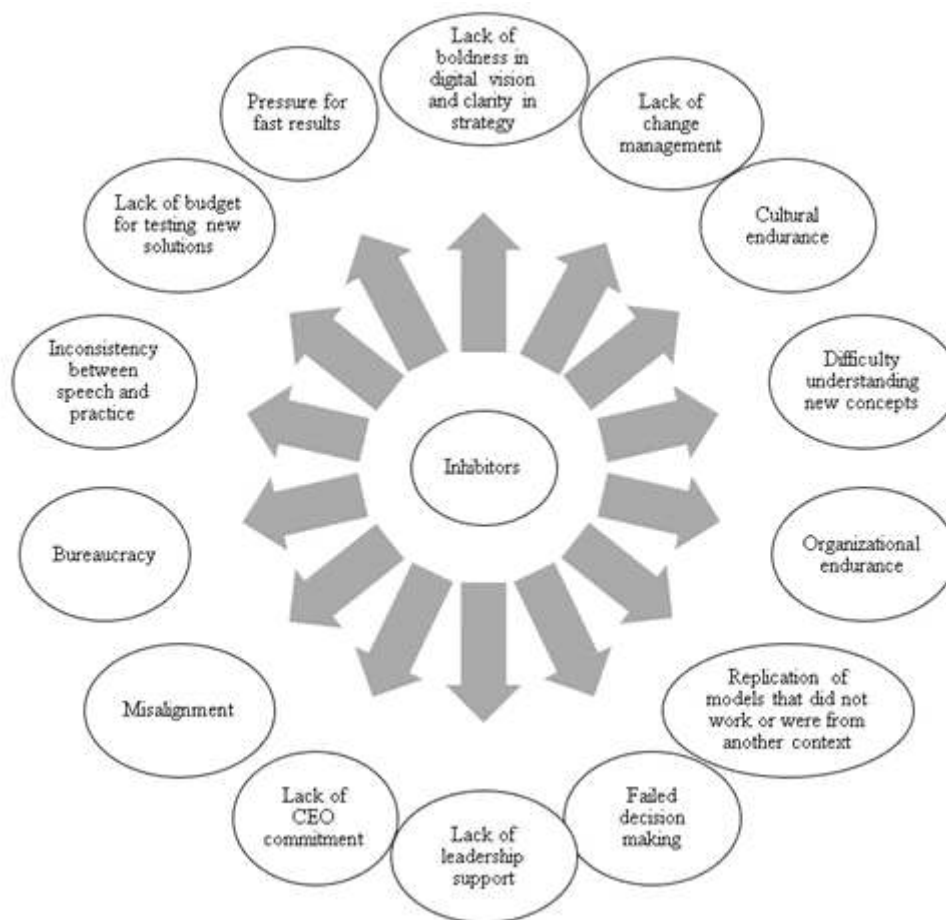 Lack of
boldness in
digital vision
and clarity in
strategy
Lack of
change
management
Cultural
endurance
Difficulty
understanding
new concepts
Organizational
endurance
Replication of
models that did not
work or were from
another context
Failed
decision
making
Lack of
leadership
support
Lack of
CEO
commitment
Misalignment
Bureaucracy
Inconsistency
between
speech and
practice
Lack of budget
for testing new
solutions
Pressure for
fast results
Inhibitors